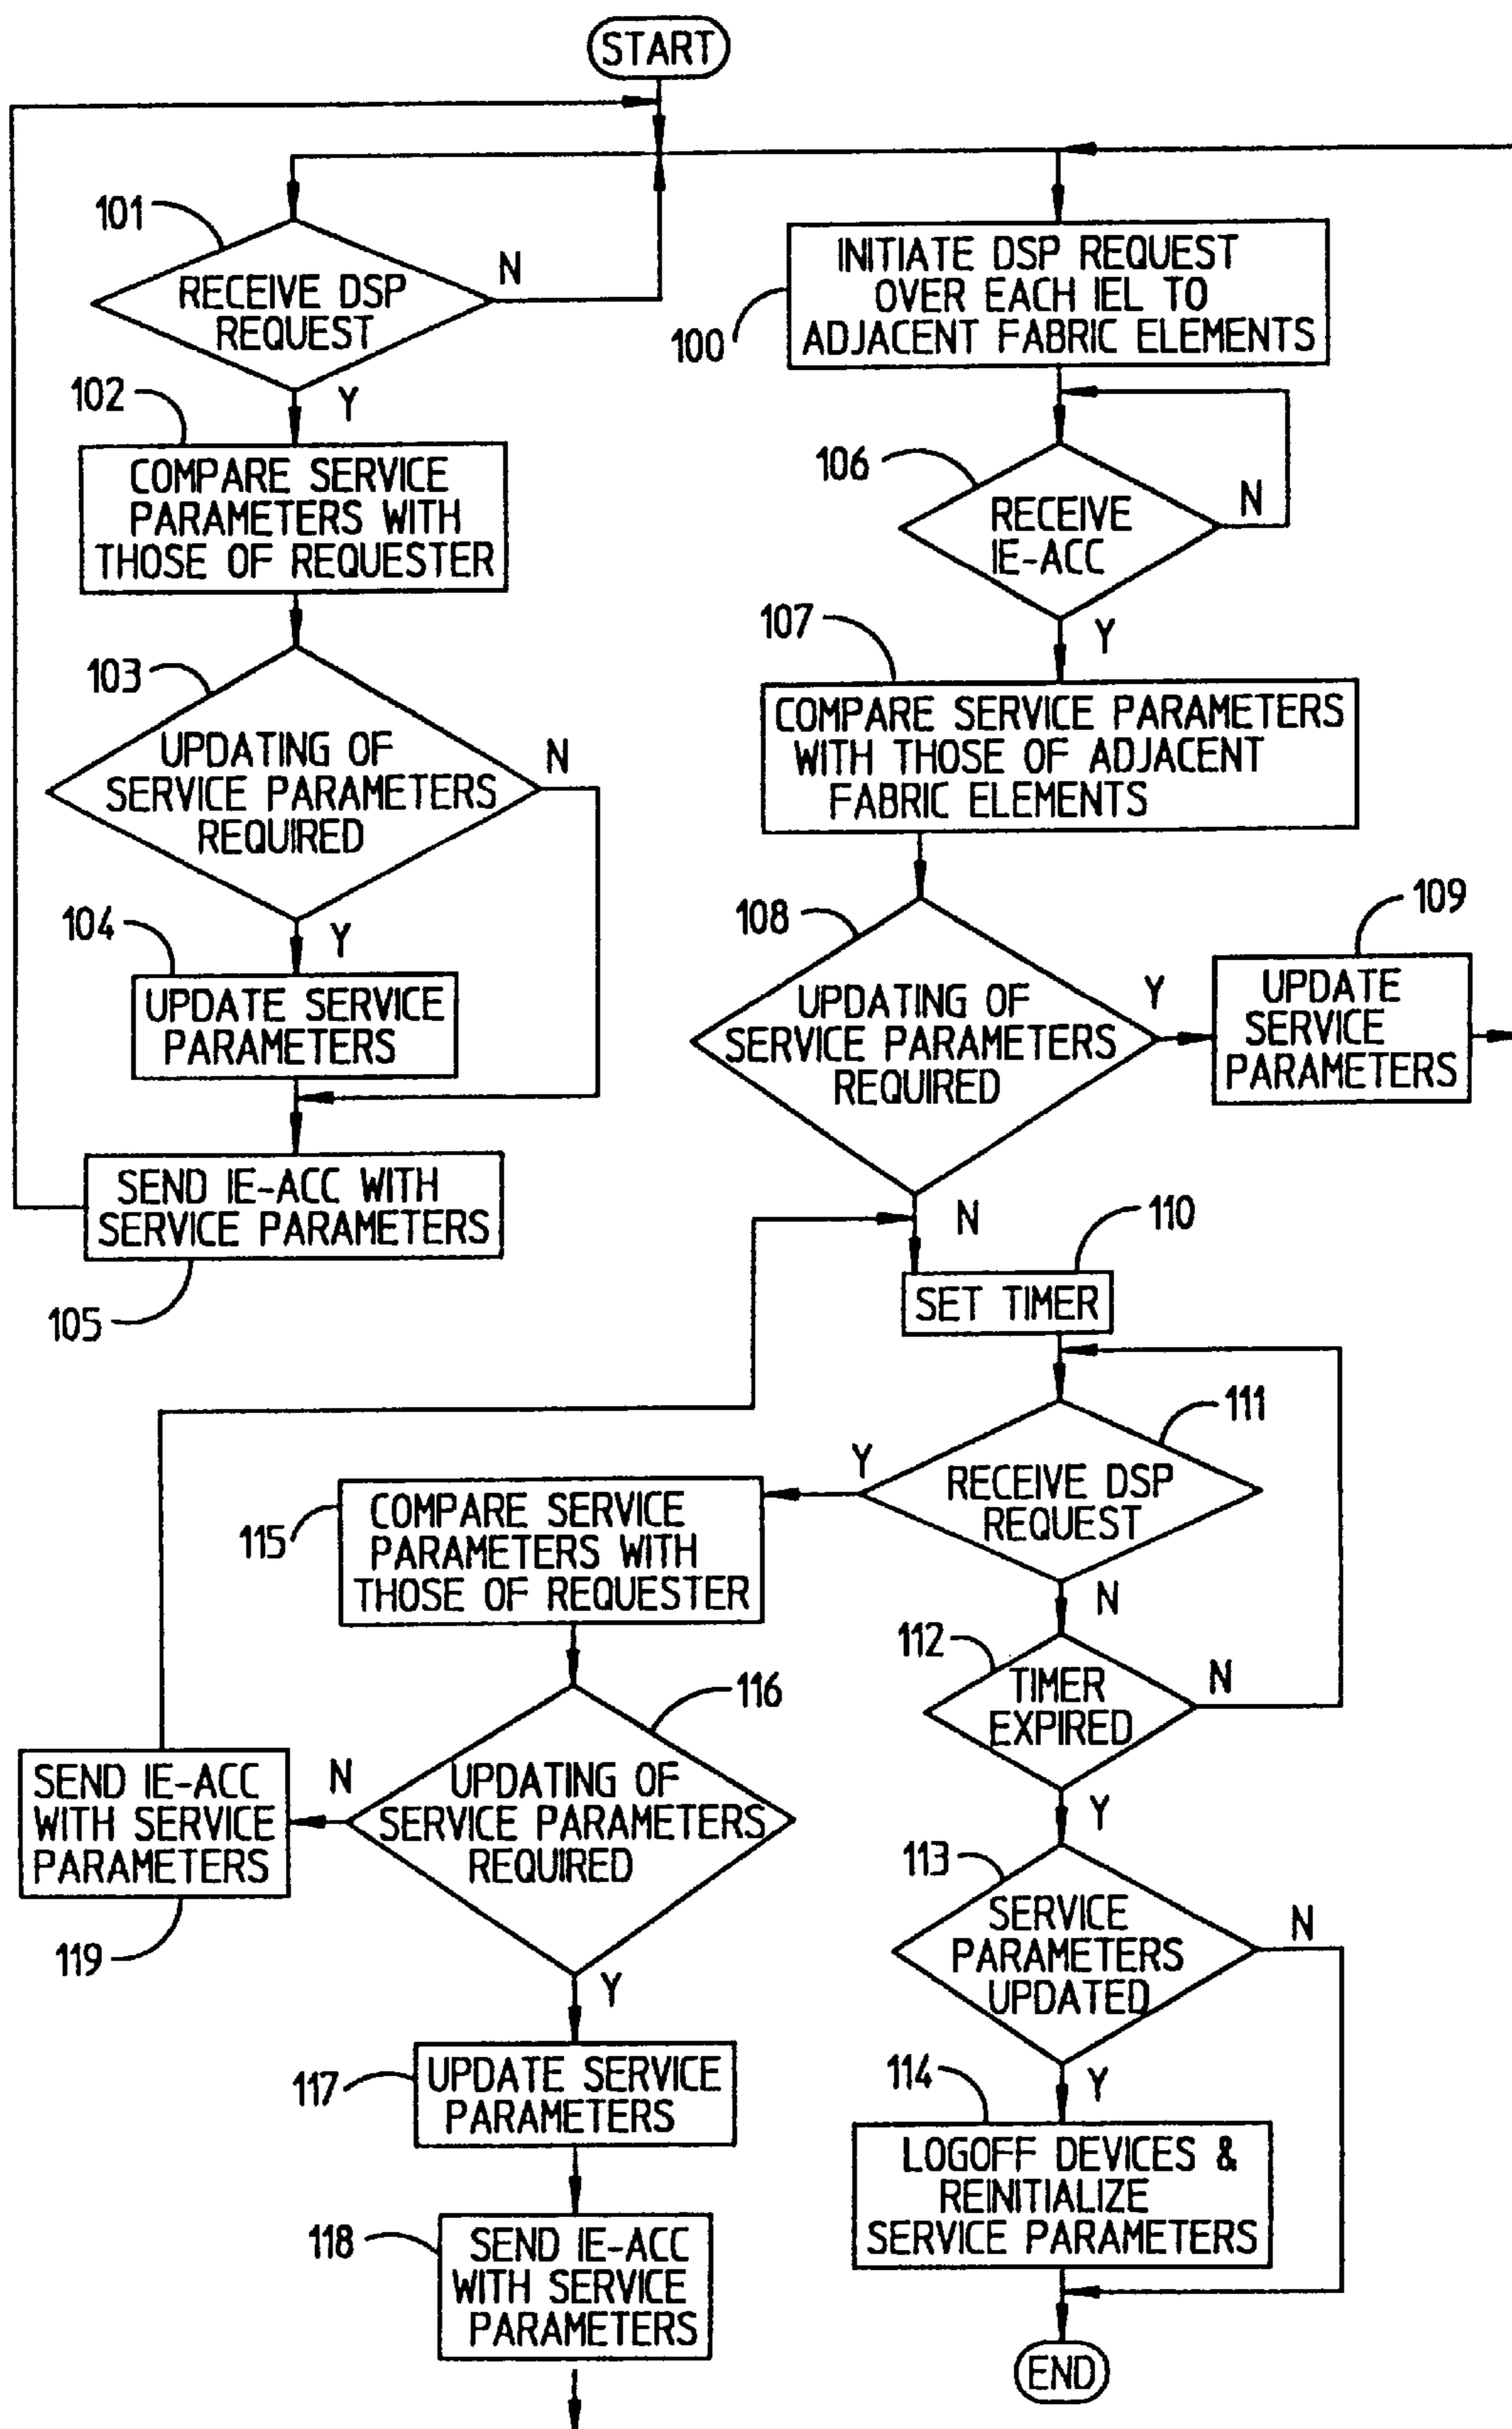 START
101
RECEIVE DSP
REQUEST
N
Y
INITIATE DSP REQUEST
OVER EACH IEL TO
ADJACENT FABRIC ELEMENTS
100
102
COMPARE SERVICE
PARAMETERS WITH
THOSE OF REQUESTER
106
RECEIVE
IE-ACC
N
Y
103
UPDATING OF
SERVICE PARAMETERS
REQUIRED
N
Y
107
COMPARE SERVICE PARAMETERS
WITH THOSE OF ADJACENT
FABRIC ELEMENTS
104
UPDATE SERVICE
PARAMETERS
108
UPDATING OF
SERVICE PARAMETERS
REQUIRED
Y
N
109
UPDATE
SERVICE
PARAMETERS
SEND IE-ACC WITH
SERVICE PARAMETERS
105
110
SET TIMER
111
RECEIVE DSP
REQUEST
Y
N
115
COMPARE SERVICE
PARAMETERS WITH
THOSE OF REQUESTER
112
TIMER
EXPIRED
N
Y
116
UPDATING OF
SERVICE PARAMETERS
REQUIRED
N
Y
SEND IE-ACC
WITH SERVICE
PARAMETERS
119
113
SERVICE
PARAMETERS
UPDATED
N
Y
117
UPDATE SERVICE
PARAMETERS
114
LOGOFF DEVICES &
REINITIALIZE
SERVICE PARAMETERS
118
SEND IE-ACC
WITH SERVICE
PARAMETERS
END